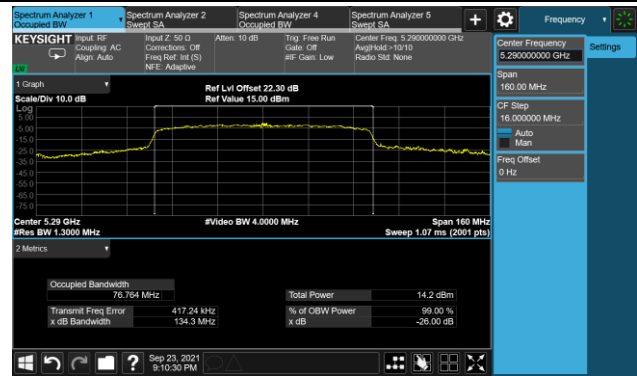 Spectrum Analyzer 1
Occupied BW
Spectrum Analyzer 2
Swept SA
Spectrum Analyzer 4
Occupied BW
Spectrum Analyzer 5
Swept SA
+
Frequency
KEYSIGHT
Input: RF
Coupling: AC
Align: Auto
Input Z: 50 Ω
Corrections: Off
Freq Ref: Int (S)
NFE: Adaptive
Atten: 10 dB
Trig: Free Run
Gate: Off
#IF Gain: Low
Center Freq: 5.290000000 GHz
Avg|Hold:>10/10
Radio Std: None
Center Frequency
5.290000000 GHz
Settings
Span
160.00 MHz
CF Step
16.000000 MHz
Auto
Man
Freq Offset
0 Hz
1 Graph
Scale/Div 10.0 dB
Ref Lvl Offset 22.30 dB
Ref Value 15.00 dBm
Log
5.00
-5.00
-15.0
-25.0
-35.0
-45.0
-55.0
-65.0
-75.0
Center 5.29 GHz
#Video BW 4.0000 MHz
Span 160 MHz
#Res BW 1.3000 MHz
Sweep 1.07 ms (2001 pts)
2 Metrics
Occupied Bandwidth
76.764 MHz
Total Power
14.2 dBm
Transmit Freq Error
417.24 kHz
% of OBW Power
99.00 %
x dB Bandwidth
134.3 MHz
x dB
-26.00 dB
?
Sep 23, 2021
9:10:30 PM